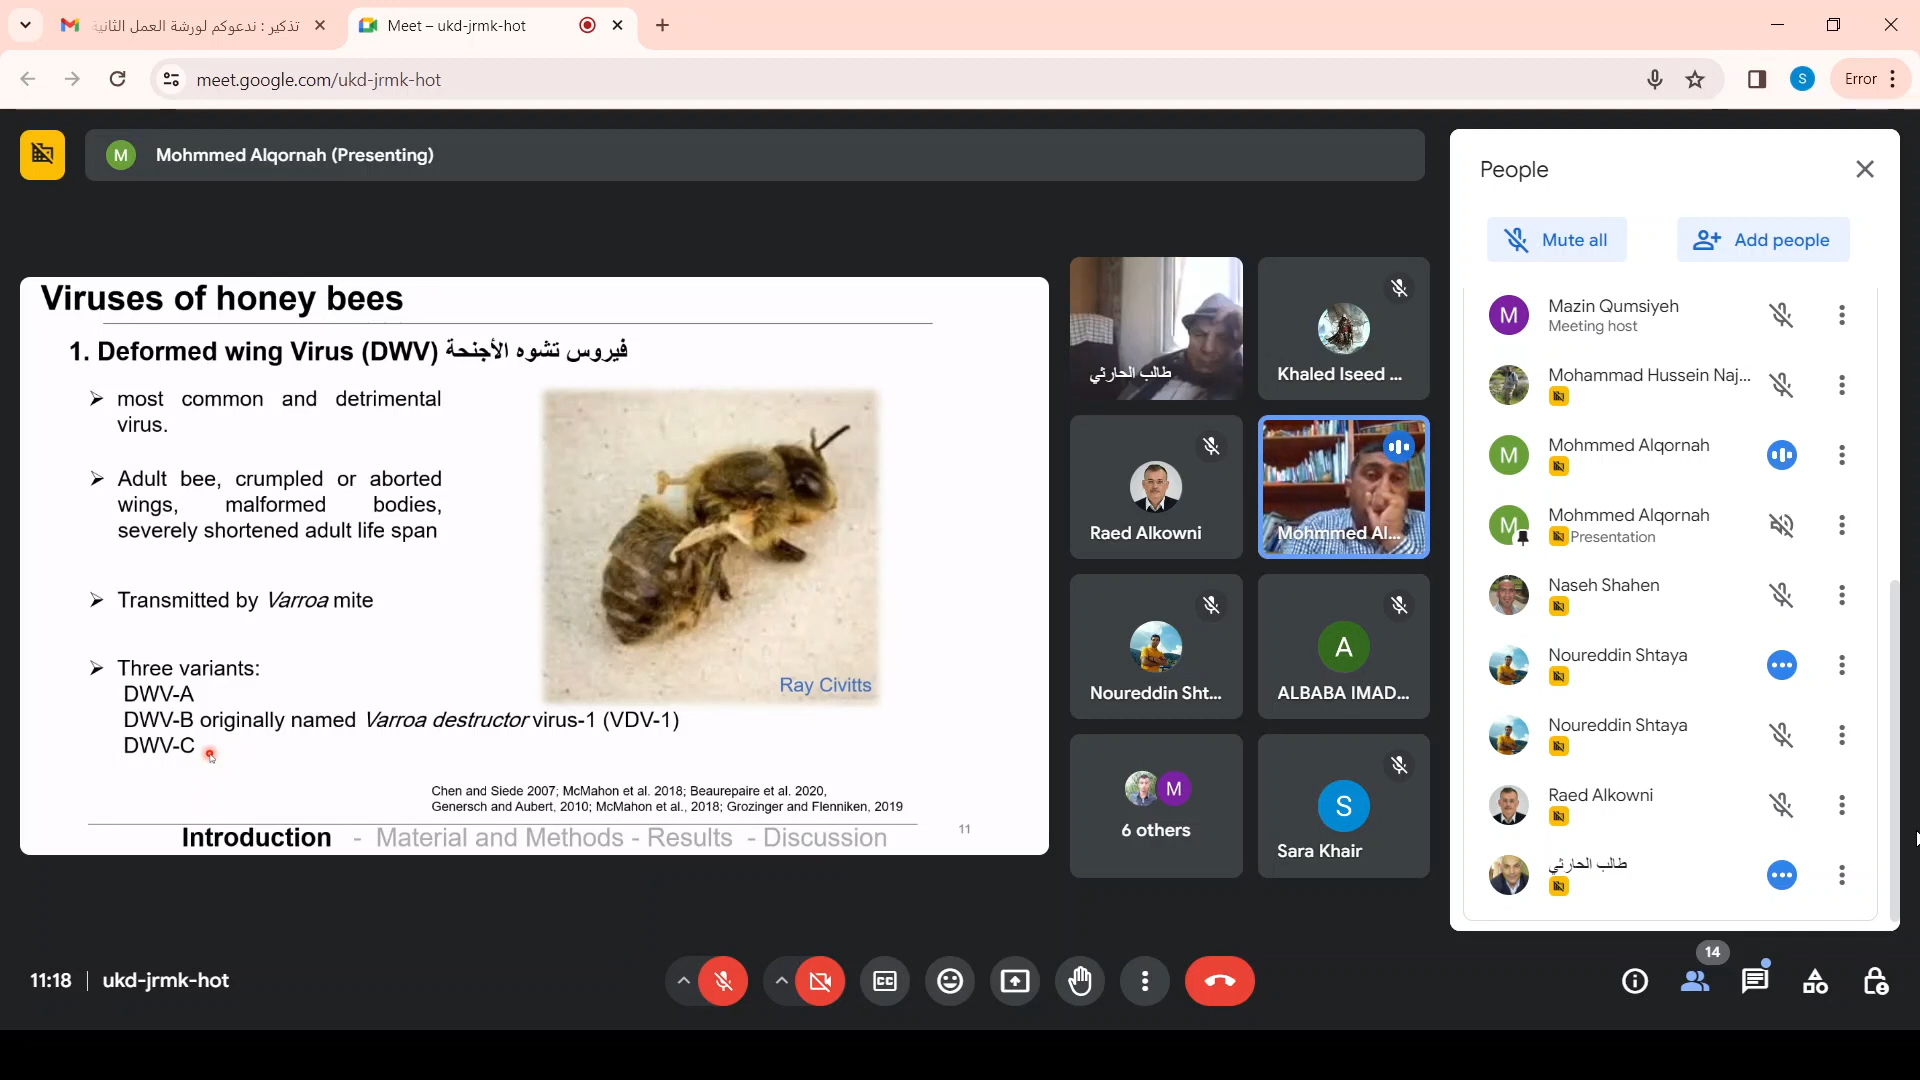 تذكير : ندعوكم لورشة العمل الثانية
Meet – ukd-jrmk-hot
meet.google.com/ukd-jrmk-hot
S
Error
M
Mohmmed Alqornah (Presenting)
Viruses of honey bees
1. Deformed wing Virus (DWV) فيروس تشوه الأجنحة
most common and detrimental
virus.
Adult bee, crumpled or aborted
wings, malformed bodies,
severely shortened adult life span
Transmitted by Varroa mite
Three variants:
DWV-A
DWV-B originally named Varroa destructor virus-1 (VDV-1)
DWV-C
Ray Civitts
Chen and Siede 2007; McMahon et al. 2018; Beaurepaire et al. 2020,
Genersch and Aubert, 2010; McMahon et al., 2018; Grozinger and Flenniken, 2019
Introduction - Material and Methods - Results - Discussion
11
طالب الحارثي
Khaled Iseed ...
Raed Alkowni
Mohmmed Al...
Noureddin Sht...
A
ALBABA IMAD...
M
6 others
S
Sara Khair
People
Mute all
Add people
M
Mazin Qumsiyeh
Meeting host
Mohammad Hussein Naj...
M
Mohmmed Alqornah
M
Mohmmed Alqornah
Presentation
Naseh Shahen
Noureddin Shtaya
Noureddin Shtaya
Raed Alkowni
طالب الحارثي
11:18
ukd-jrmk-hot
CC
14